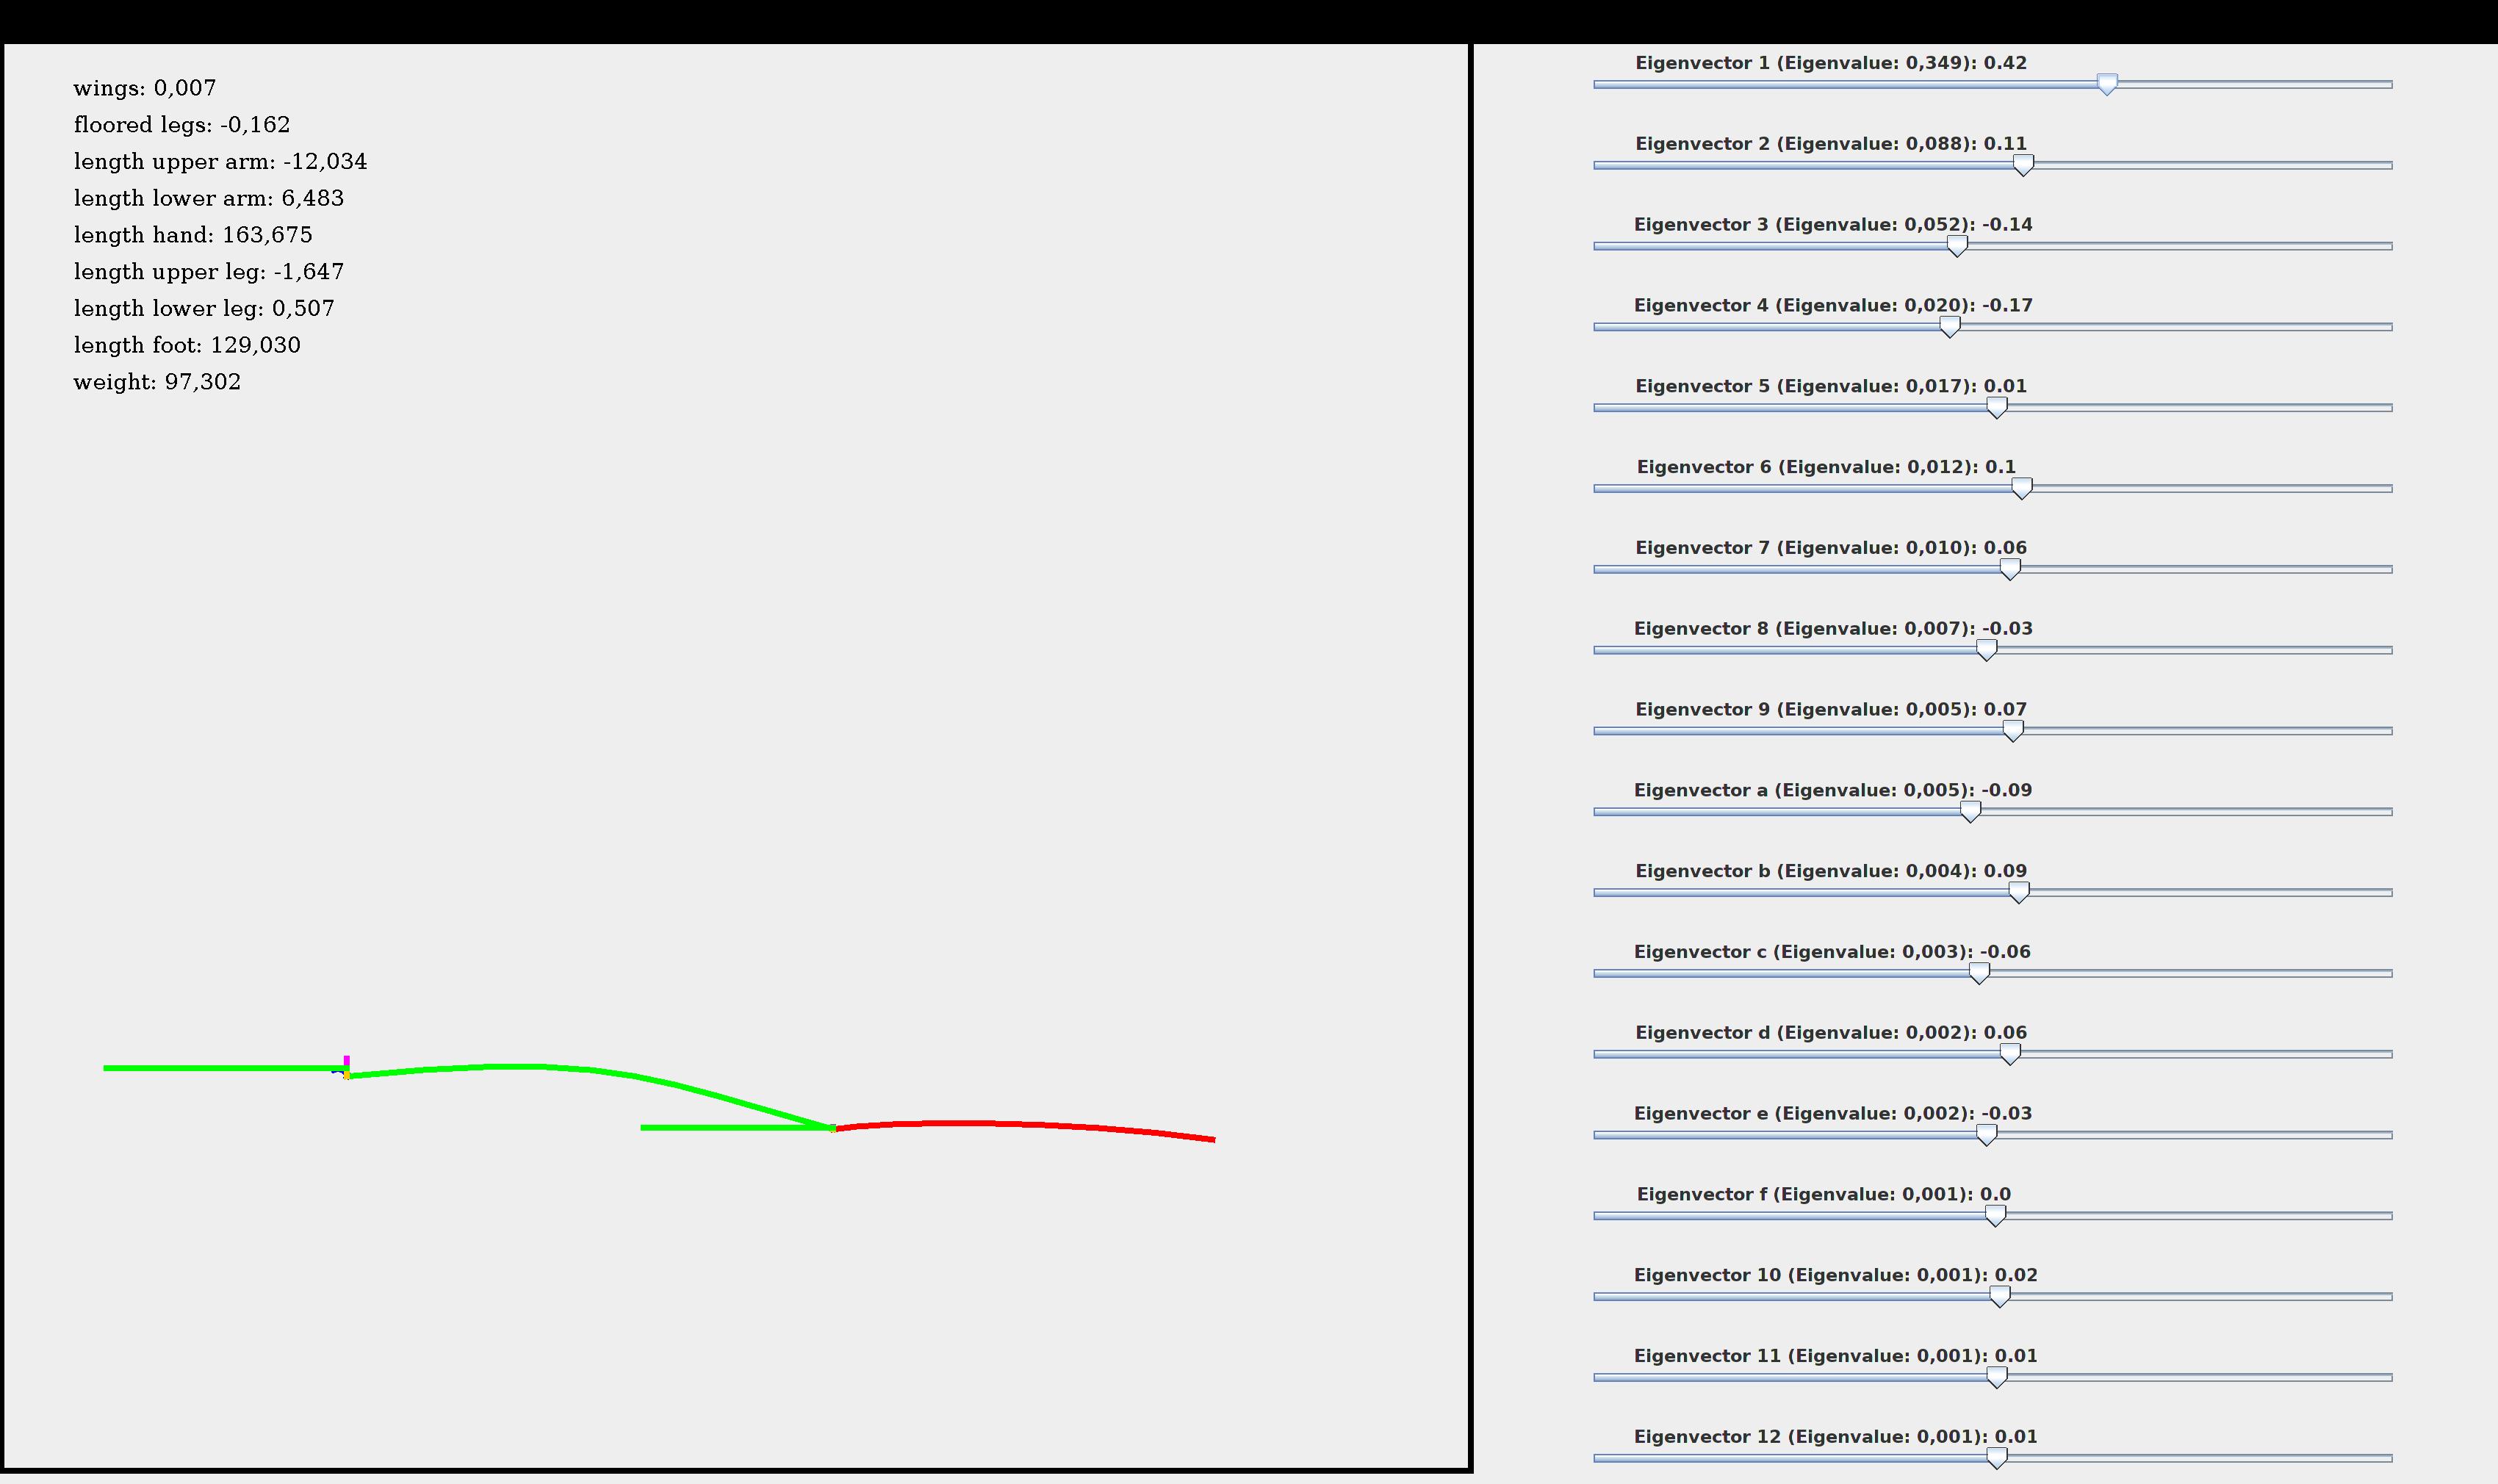 wings: 0,007
floored legs: -0,162
length upper arm: -12,034
length lower arm: 6,483
length hand: 163,675
length upper leg: -1,647
length lower leg: 0,507
length foot: 129,030
weight: 97,302
Eigenvector 1 (Eigenvalue: 0,349): 0.42
Eigenvector 2 (Eigenvalue: 0,088): 0.11
Eigenvector 3 (Eigenvalue: 0,052): -0.14
Eigenvector 4 (Eigenvalue: 0,020): -0.17
Eigenvector 5 (Eigenvalue: 0,017): 0.01
Eigenvector 6 (Eigenvalue: 0,012): 0.1
Eigenvector 7 (Eigenvalue: 0,010): 0.06
Eigenvector 8 (Eigenvalue: 0,007): -0.03
Eigenvector 9 (Eigenvalue: 0,005): 0.07
Eigenvector a (Eigenvalue: 0,005): -0.09
Eigenvector b (Eigenvalue: 0,004): 0.09
Eigenvector c (Eigenvalue: 0,003): -0.06
Eigenvector d (Eigenvalue: 0,002): 0.06
Eigenvector e (Eigenvalue: 0,002): -0.03
Eigenvector f (Eigenvalue: 0,001): 0.0
Eigenvector 10 (Eigenvalue: 0,001): 0.02
Eigenvector 11 (Eigenvalue: 0,001): 0.01
Eigenvector 12 (Eigenvalue: 0,001): 0.01